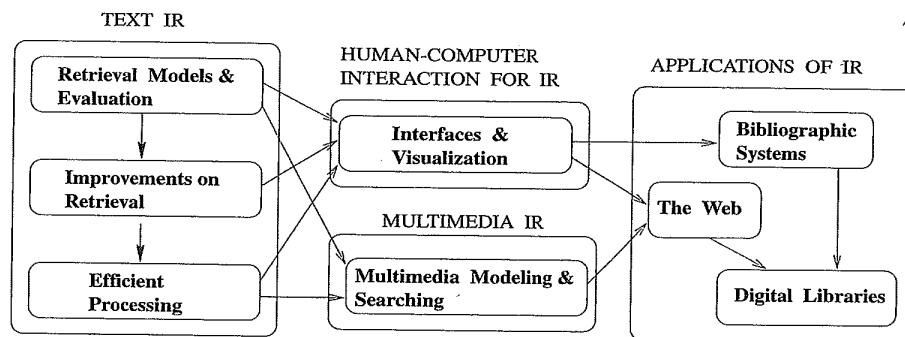 TEXT IR
Retrieval Models &
Evaluation
Improvements on
Retrieval
Efficient
Processing
HUMAN-COMPUTER
INTERACTION FOR IR
Interfaces &
Visualization
MULTIMEDIA IR
Multimedia Modeling &
Searching
APPLICATIONS OF IR
Bibliographic
Systems
The Web
Digital Libraries